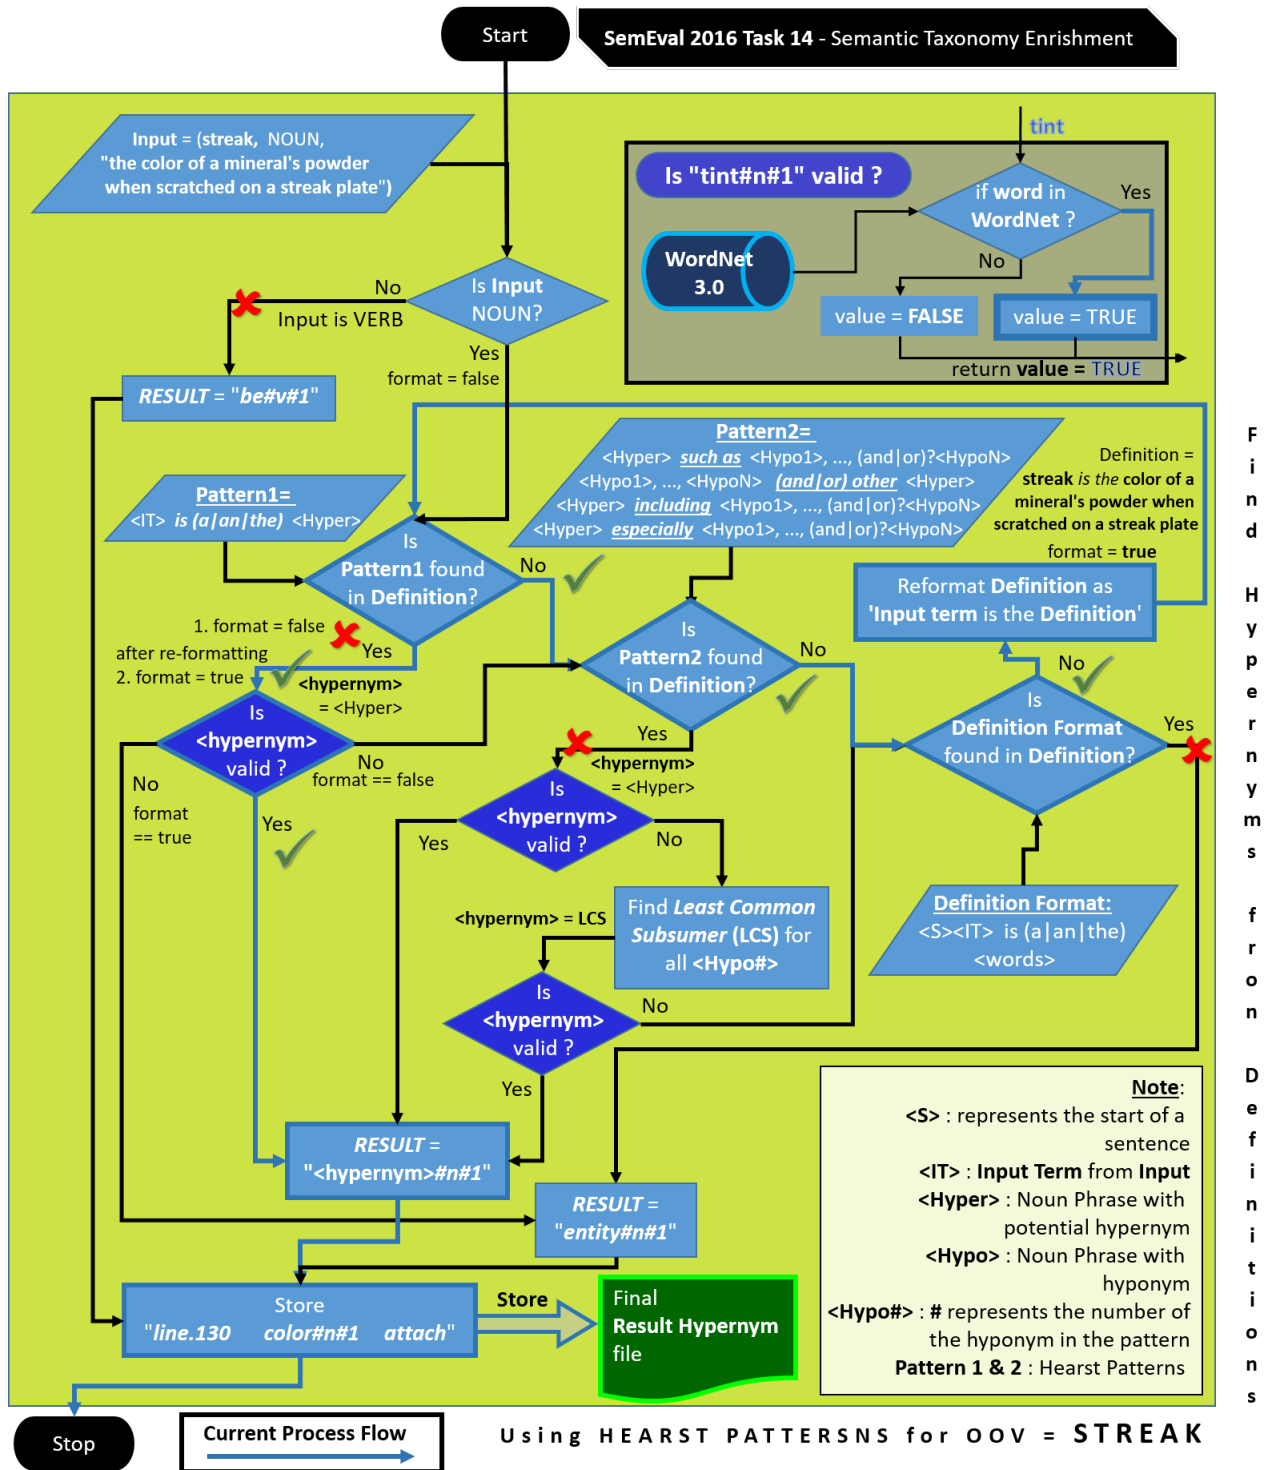 Start
SemEval 2016 Task 14 - Semantic Taxonomy Enrishment
Input = (streak, NOUN,
"the color of a mineral's powder
when scratched on a streak plate")
tint
Is "tint#n#1" valid ?
if word in
WordNet ?
Yes
No
WordNet
3.0
value = FALSE
value = TRUE
return value = TRUE
Is Input
NOUN?
No
Input is VERB
Yes
format = false
RESULT = "be#v#1"
Pattern1=
<IT> is (a|an|the) <Hyper>
Pattern2=
<Hyper> such as <Hypo1>, ..., (and|or)?<HypoN>
<Hypo1>, ..., <HypoN> (and|or) other <Hyper>
<Hyper> including <Hypo1>, ..., (and|or)?<HypoN>
<Hyper> especially <Hypo1>, ..., (and|or)?<HypoN>
Definition =
streak is the color of a
mineral's powder when
scratched on a streak plate
format = true
Is
Pattern1 found
in Definition?
No
Reformat Definition as
'Input term is the Definition'
1. format = false
Yes
after re-formatting
2. format = true
<hypernym>
= <Hyper>
Is
Pattern2 found
in Definition?
No
Yes
No
Is
Definition Format
found in Definition?
Yes
Is
<hypernym>
valid ?
No
format == false
No
format
== true
Yes
<hypernym>
= <Hyper>
Is
<hypernym>
valid ?
Yes
No
Find Least Common
Subsumer (LCS) for
all <Hypo#>
<hypernym> = LCS
Definition Format:
<S><IT> is (a|an|the)
<words>
Is
<hypernym>
valid ?
No
Yes
RESULT =
"<hypernym>#n#1"
RESULT =
"entity#n#1"
Store
"line.130 color#n#1 attach"
Store
Final
Result Hypernym
file
Note:
<S> : represents the start of a
sentence
<IT> : Input Term from Input
<Hyper> : Noun Phrase with
potential hypernym
<Hypo> : Noun Phrase with
hyponym
<Hypo#> : # represents the number of
the hyponym in the pattern
Pattern 1 & 2 : Hearst Patterns
Find Hypernyms fron Definitions
Stop
Current Process Flow
Using HEARST PATTERSNS for OOV = STREAK